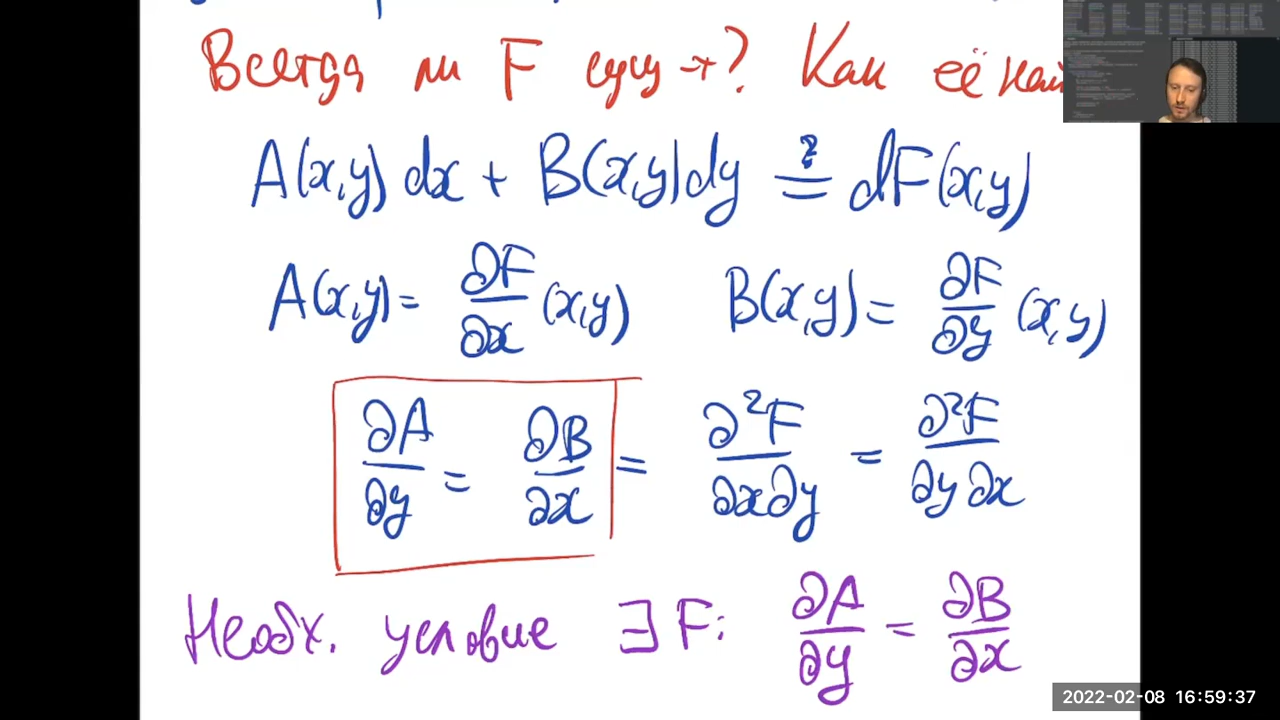 Всегда ли F сущ-т? Как её най
A(x,y) dx + B(x,y) dy ?= dF(x,y)
A(x,y) = ∂F/∂x (x,y) B(x,y) = ∂F/∂y (x,y)
∂A/∂y = ∂B/∂x = ∂²F/∂x∂y = ∂²F/∂y∂x
Необх. условие ∃ F: ∂A/∂y = ∂B/∂x
2022-02-08 16:59:37